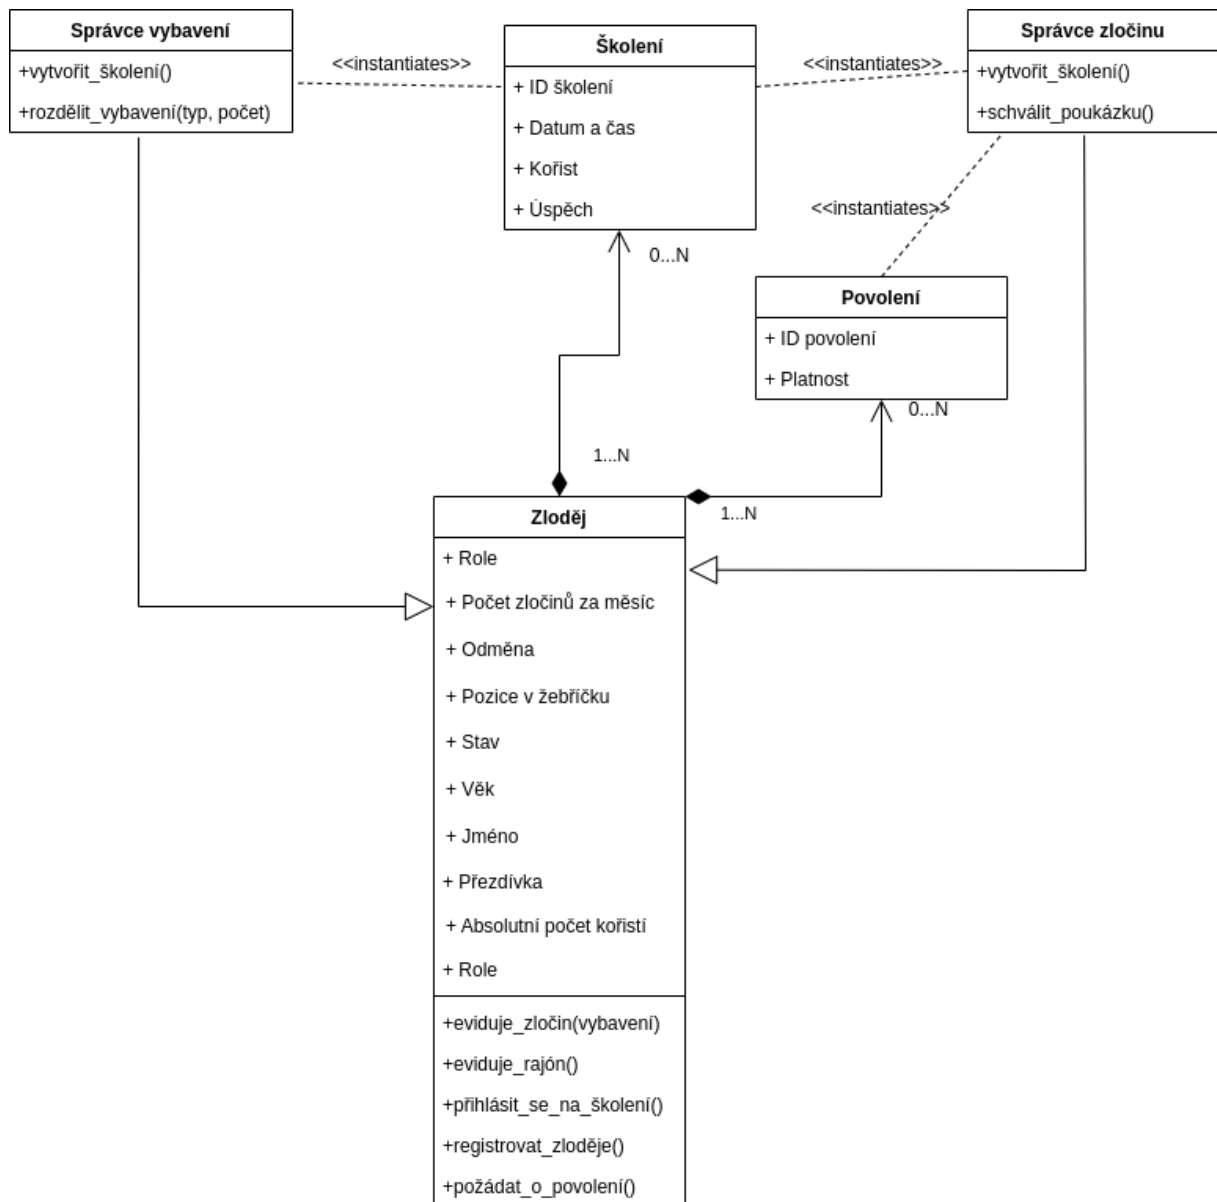 Správce vybavení
+vytvořit_školení()
+rozdělit_vybavení(typ, počet)
<<instantiates>>
Školení
+ ID školení
+ Datum a čas
+ Kořist
+ Úspěch
<<instantiates>>
Správce zločinu
+vytvořit_školení()
+schválit_poukázku()
<<instantiates>>
0...N
Povolení
+ ID povolení
+ Platnost
0...N
1...N
1...N
Zloděj
+ Role
+ Počet zločinů za měsíc
+ Odměna
+ Pozice v žebříčku
+ Stav
+ Věk
+ Jméno
+ Přezdívka
+ Absolutní počet kořistí
+ Role
+eviduje_zločin(vybavení)
+eviduje_rajón()
+přihlásit_se_na_školení()
+registrovat_zloděje()
+požádat_o_povolení()